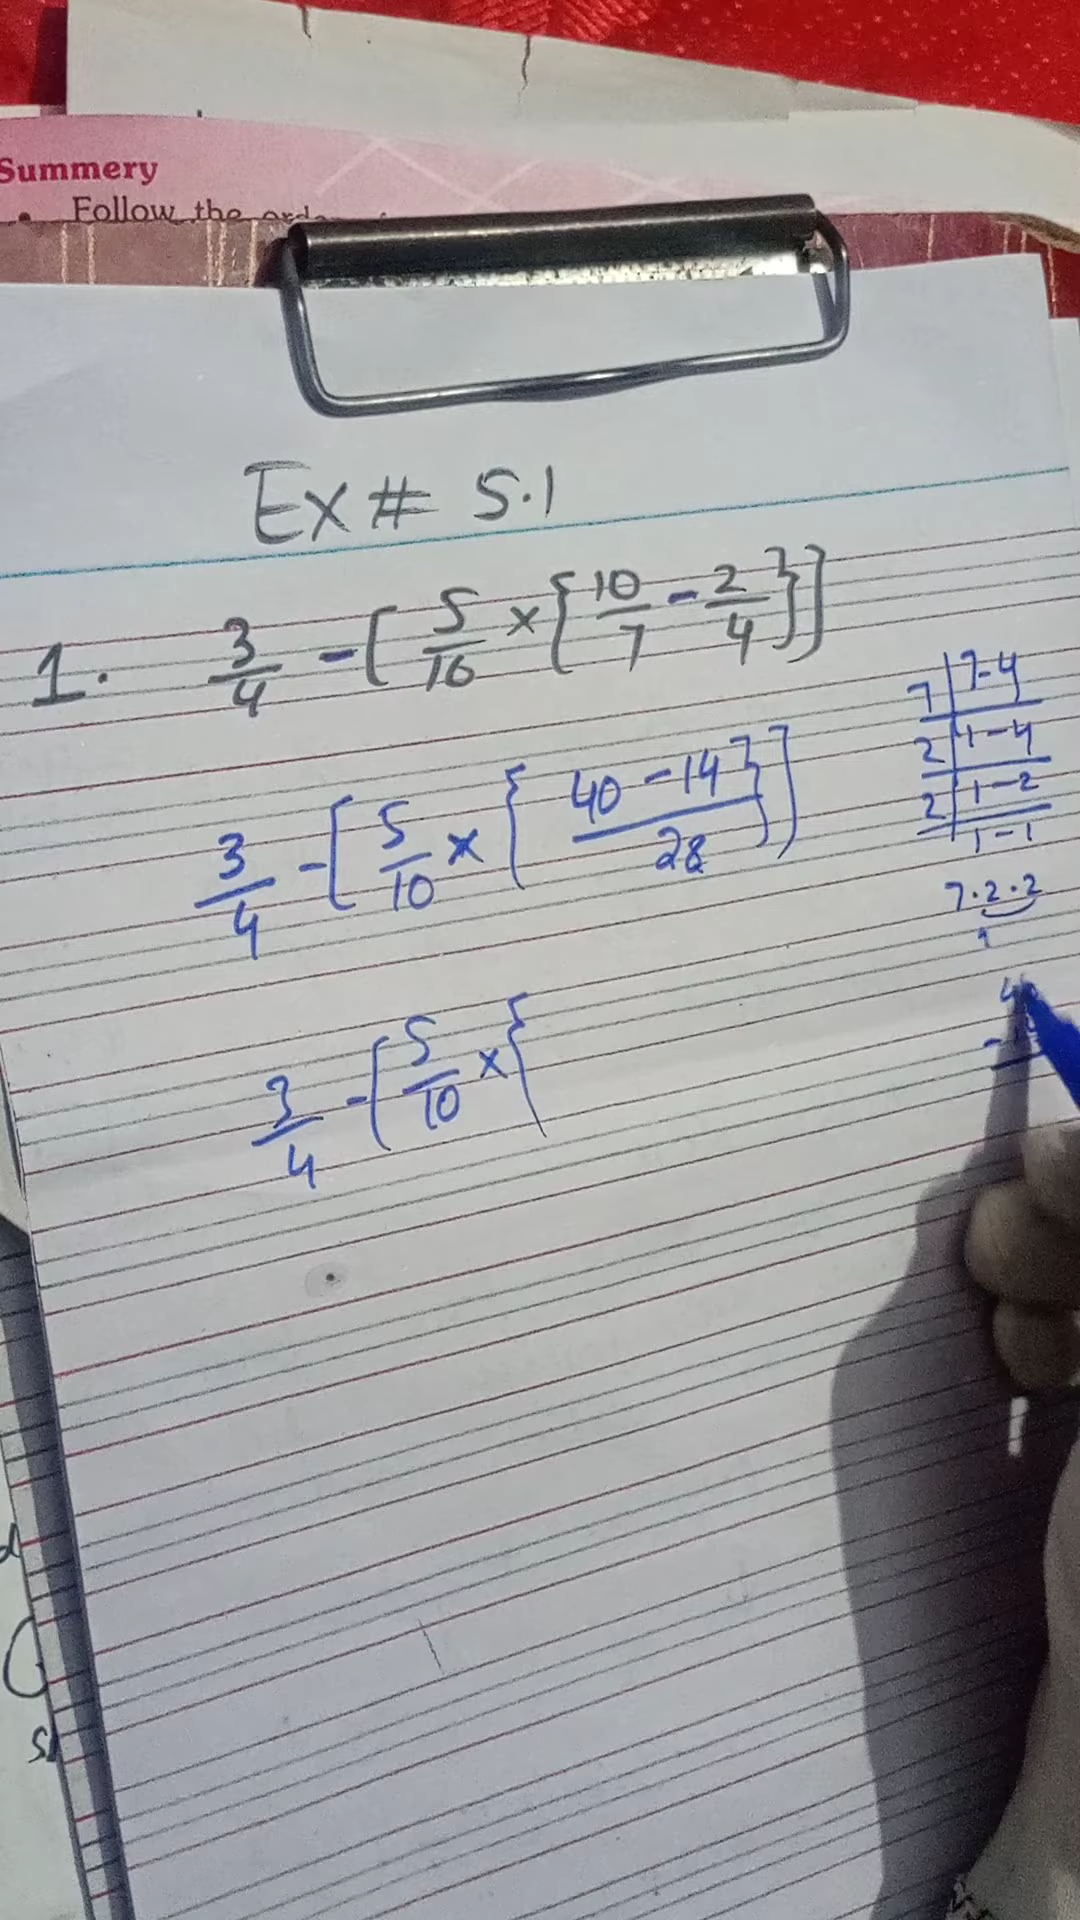 Summery
• Follow the
Ex # 5.1
1. 3/4 - [ 5/16 × { 10/7 - 2/4 } ]
3/4 - [ 5/10 × { 40 - 14 / 28 } ]
3/4 - [ 5/10 × {
7 | 7-4
2 | 1-4
2 | 1-2
1-1
7·2·2